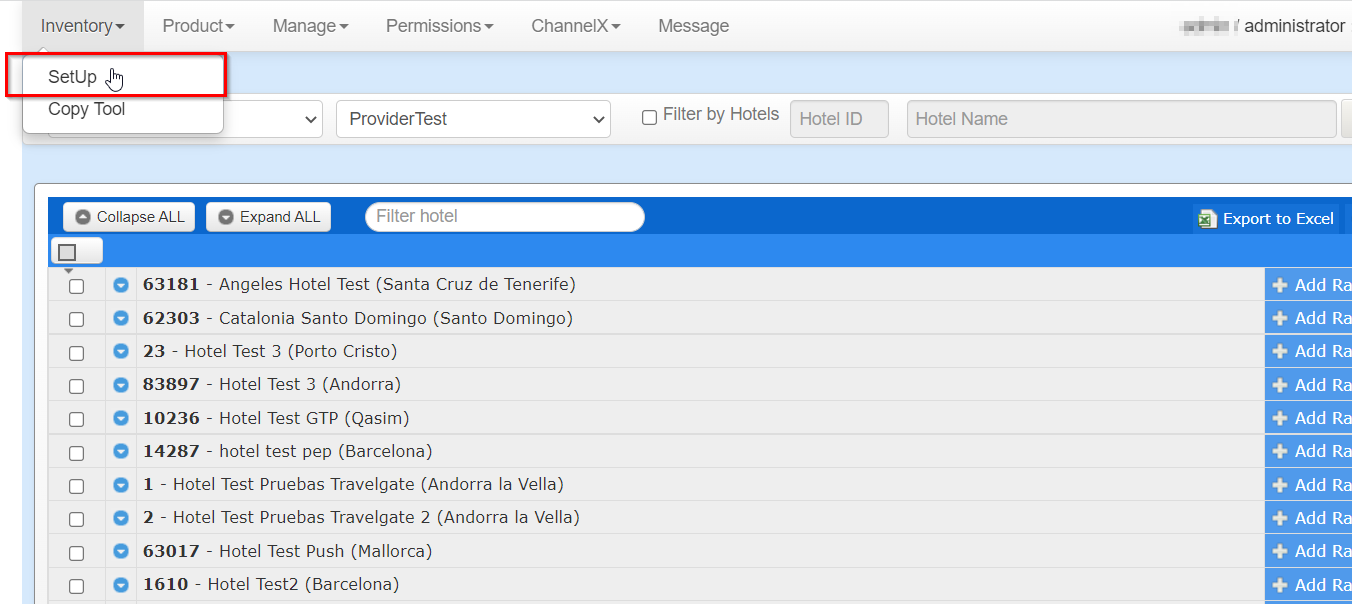 Inventory Product Manage Permissions ChannelX Message / administrator
SetUp
Copy Tool
ProviderTest Filter by Hotels Hotel ID Hotel Name
Collapse ALL Expand ALL Filter hotel Export to Excel
63181 - Angeles Hotel Test (Santa Cruz de Tenerife) Add Ra
62303 - Catalonia Santo Domingo (Santo Domingo) Add Ra
23 - Hotel Test 3 (Porto Cristo) Add Ra
83897 - Hotel Test 3 (Andorra) Add Ra
10236 - Hotel Test GTP (Qasim) Add Ra
14287 - hotel test pep (Barcelona) Add Ra
1 - Hotel Test Pruebas Travelgate (Andorra la Vella) Add Ra
2 - Hotel Test Pruebas Travelgate 2 (Andorra la Vella) Add Ra
63017 - Hotel Test Push (Mallorca) Add Ra
1610 - Hotel Test2 (Barcelona) Add Ra